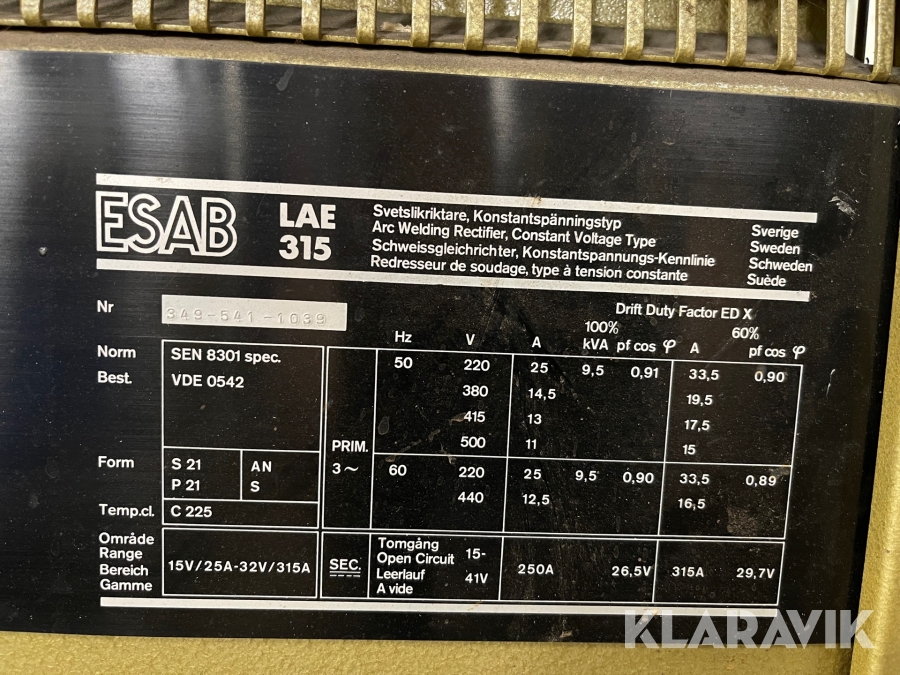 ESAB LAE 315
Svetslikriktare, Konstantspänningstyp Sverige
Arc Welding Rectifier, Constant Voltage Type Sweden
Schweissgleichrichter, Konstantspannungs-Kennlinie Schweden
Redresseur de soudage, type à tension constante Suède
Nr 349-541-1039
Drift Duty Factor ED X
100% 60%
Hz V A kVA pf cos φ A pf cos φ
Norm SEN 8301 spec.
Best. VDE 0542
PRIM. 3~
50 220 25 9,5 0,91 33,5 0,90
380 14,5 19,5
415 13 17,5
500 11 15
60 220 25 9,5 0,90 33,5 0,89
440 12,5 16,5
Form S 21 AN
P 21 S
Temp.cl. C 225
Område
Range
Bereich
Gamme
15V/25A-32V/315A
SEC.
Tomgång
Open Circuit
Leerlauf
A vide
15-
41V
250A 26,5V 315A 29,7V
KLARAVIK